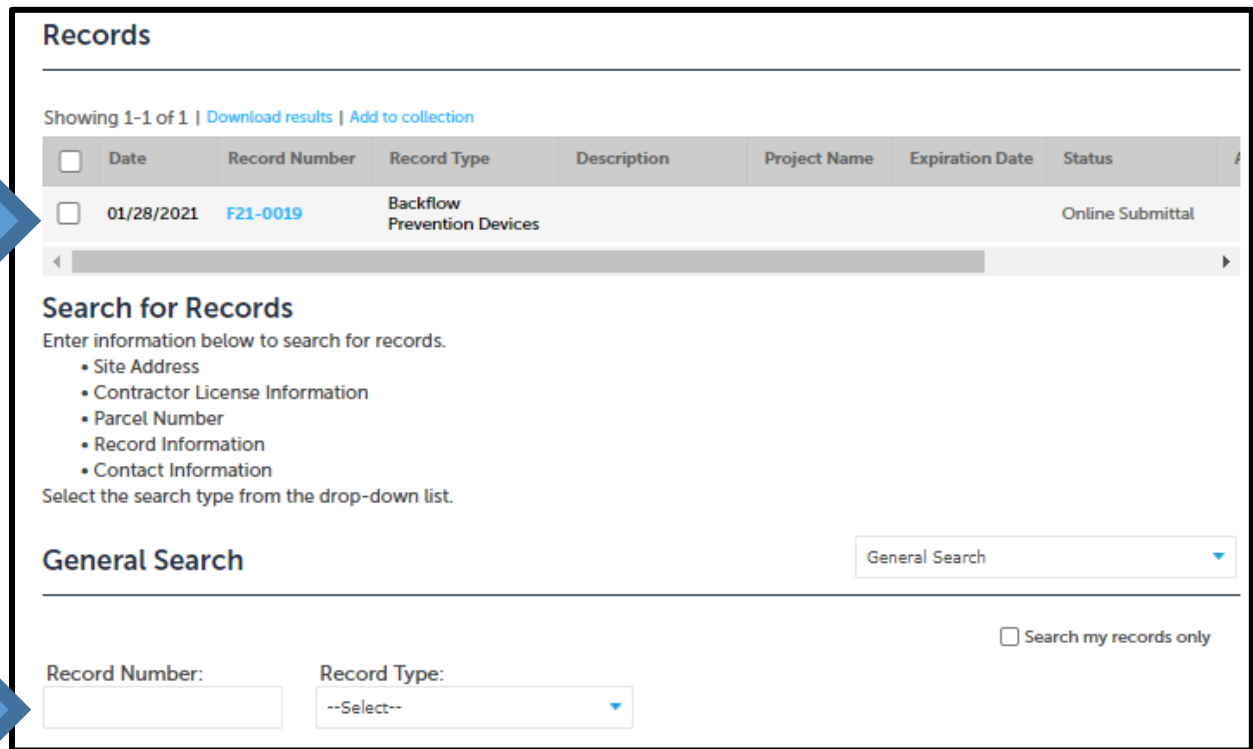 Records
Showing 1-1 of 1 | Download results | Add to collection
Date Record Number Record Type Description Project Name Expiration Date Status
01/28/2021 F21-0019 Backflow Prevention Devices Online Submittal
Search for Records
Enter information below to search for records.
• Site Address
• Contractor License Information
• Parcel Number
• Record Information
• Contact Information
Select the search type from the drop-down list.
General Search General Search
Search my records only
Record Number: Record Type:
--Select--